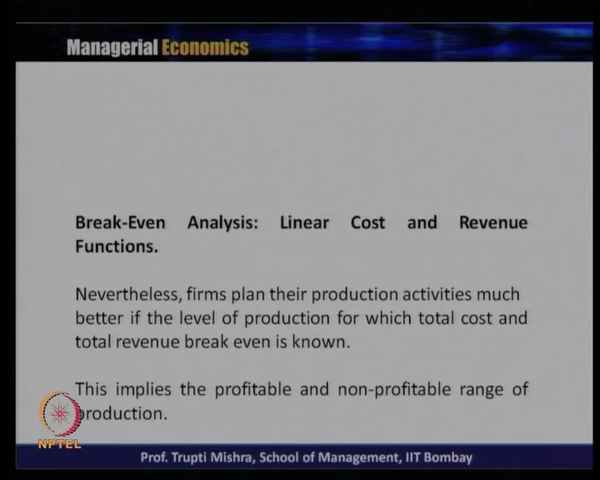 Managerial Economics
Break-Even Analysis: Linear Cost and Revenue
Functions.
Nevertheless, firms plan their production activities much
better if the level of production for which total cost and
total revenue break even is known.
This implies the profitable and non-profitable range of
production.
NPTEL
Prof. Trupti Mishra, School of Management, IIT Bombay